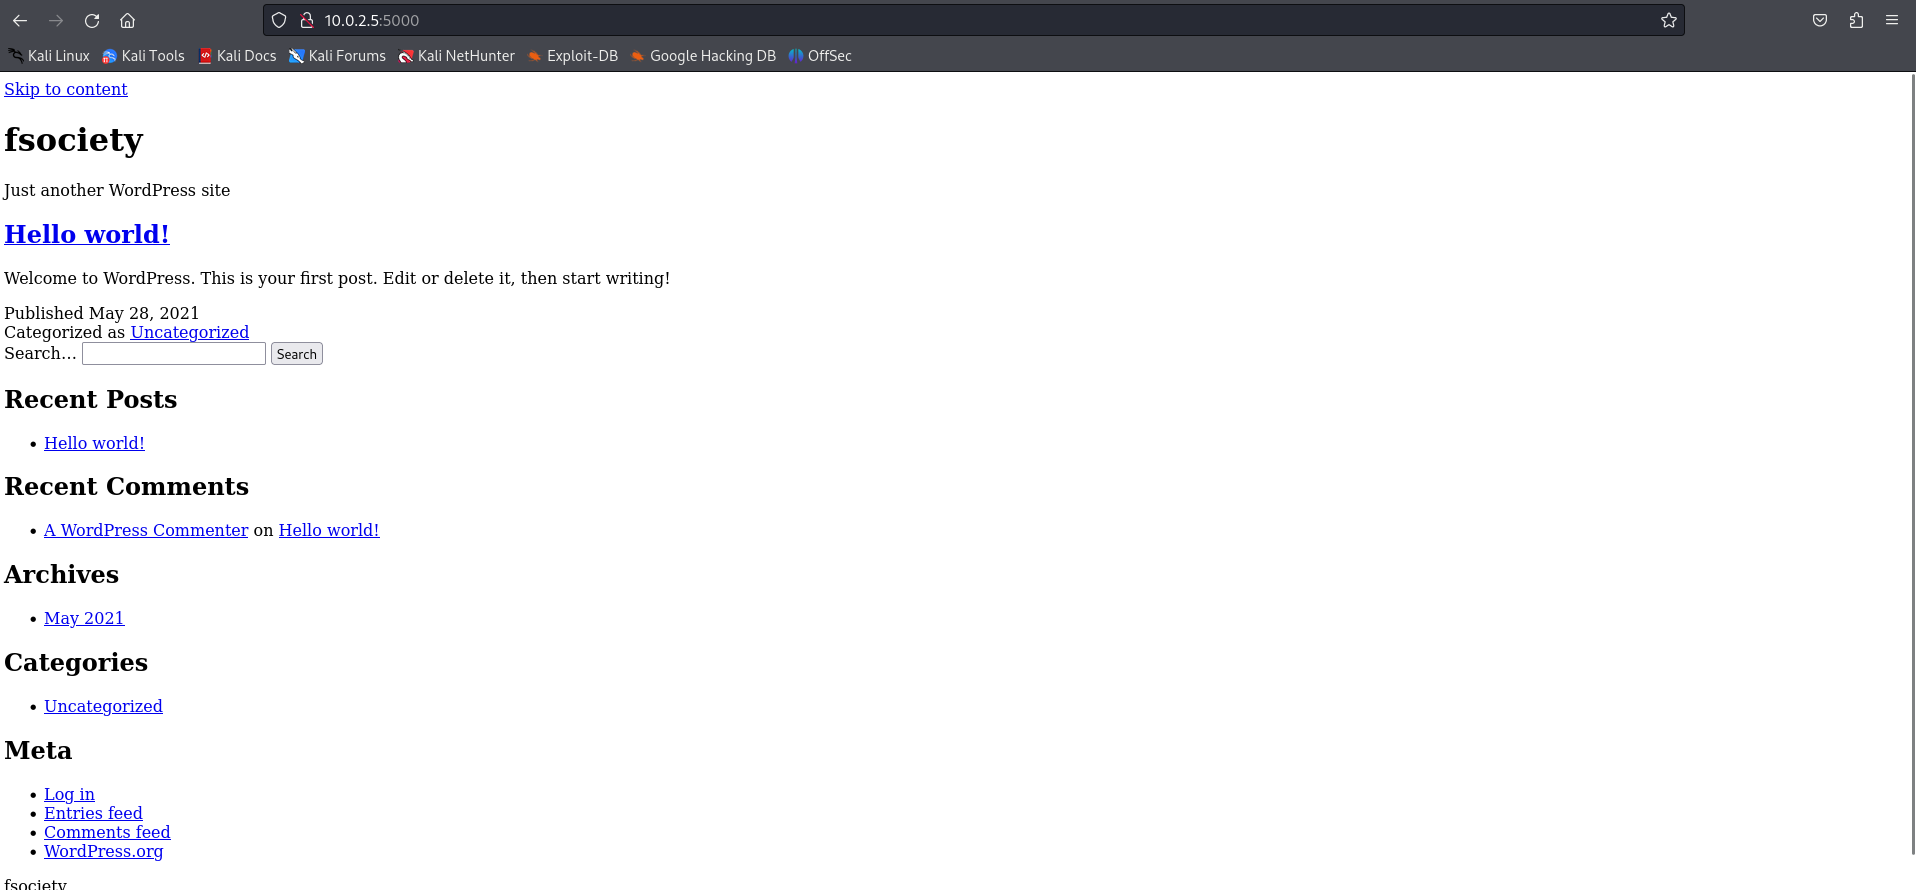 10.0.2.5:5000
Kali Linux Kali Tools Kali Docs Kali Forums Kali NetHunter Exploit-DB Google Hacking DB OffSec
Skip to content
fsociety
Just another WordPress site
Hello world!
Welcome to WordPress. This is your first post. Edit or delete it, then start writing!
Published May 28, 2021
Categorized as Uncategorized
Search… Search
Recent Posts
• Hello world!
Recent Comments
• A WordPress Commenter on Hello world!
Archives
• May 2021
Categories
• Uncategorized
Meta
• Log in
• Entries feed
• Comments feed
• WordPress.org
fsociety